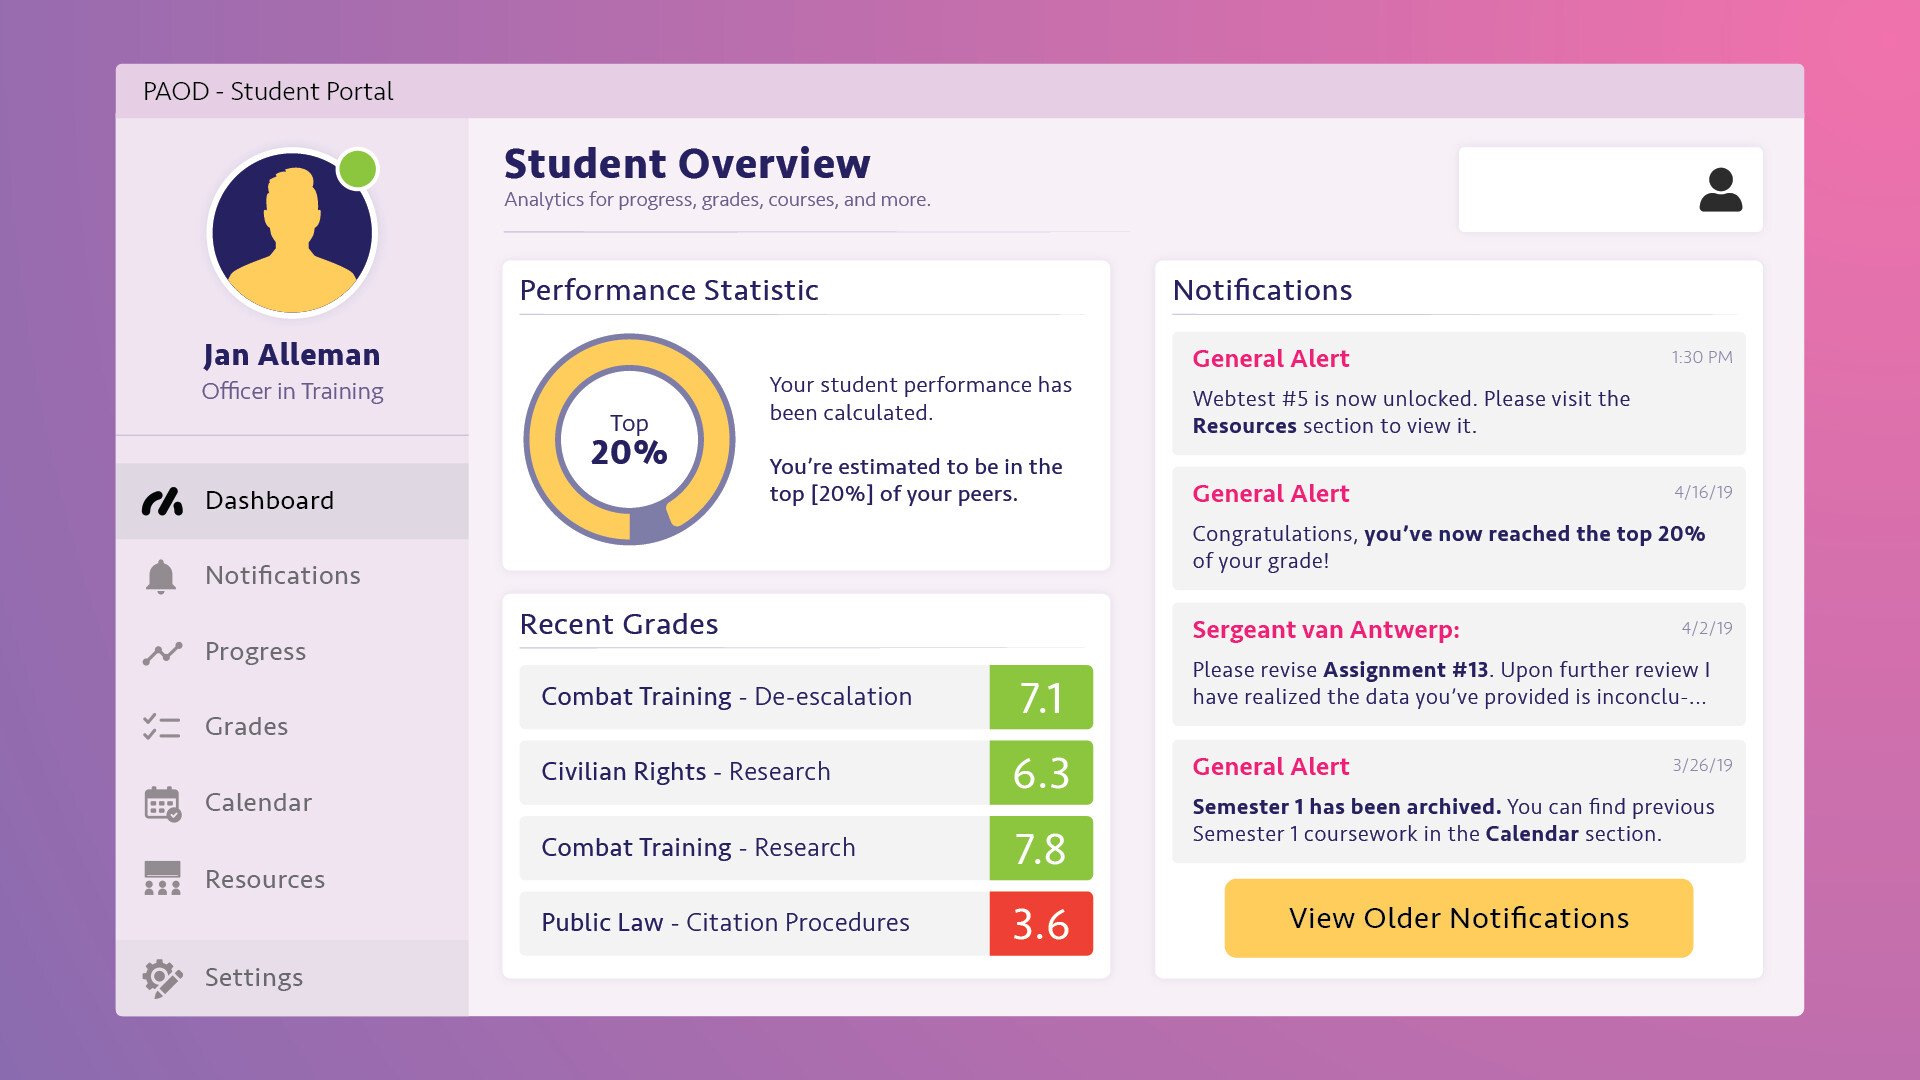 PAOD - Student Portal
Jan Alleman
Officer in Training
Dashboard
Notifications
Progress
Grades
Calendar
Resources
Settings
Student Overview
Analytics for progress, grades, courses, and more.
Performance Statistic
Top
20%
Your student performance has
been calculated.
You're estimated to be in the
top [20%] of your peers.
Recent Grades
Combat Training - De-escalation 7.1
Civilian Rights - Research 6.3
Combat Training - Research 7.8
Public Law - Citation Procedures 3.6
Notifications
General Alert 1:30 PM
Webtest #5 is now unlocked. Please visit the
Resources section to view it.
General Alert 4/16/19
Congratulations, you've now reached the top 20%
of your grade!
Sergeant van Antwerp: 4/2/19
Please revise Assignment #13. Upon further review I
have realized the data you've provided is inconclu-...
General Alert 3/26/19
Semester 1 has been archived. You can find previous
Semester 1 coursework in the Calendar section.
View Older Notifications